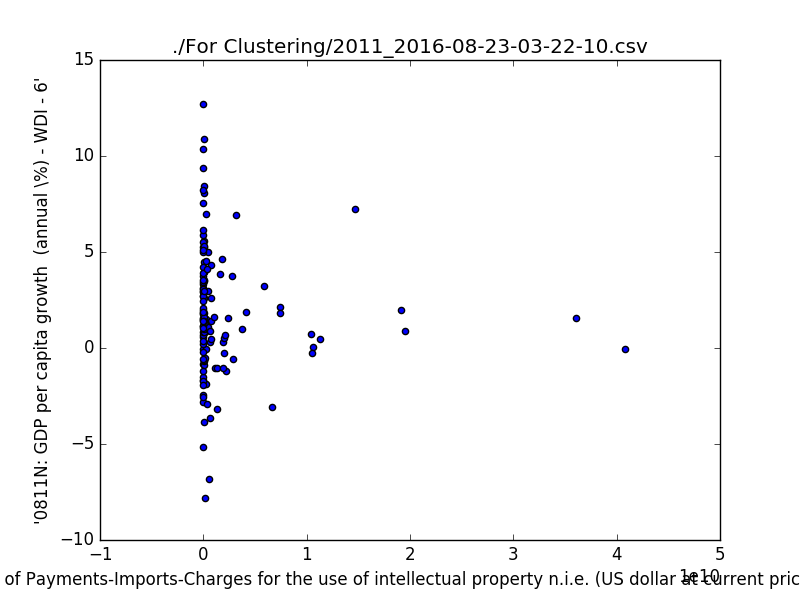 ./For Clustering/2011_2016-08-23-03-22-10.csv
15
10
5
0
−5
−10
'0811N: GDP per capita growth  (annual \%) - WDI - 6'
−1 0 1 2 3 4 5
1e10
of Payments-Imports-Charges for the use of intellectual property n.i.e. (US dollar at current pric